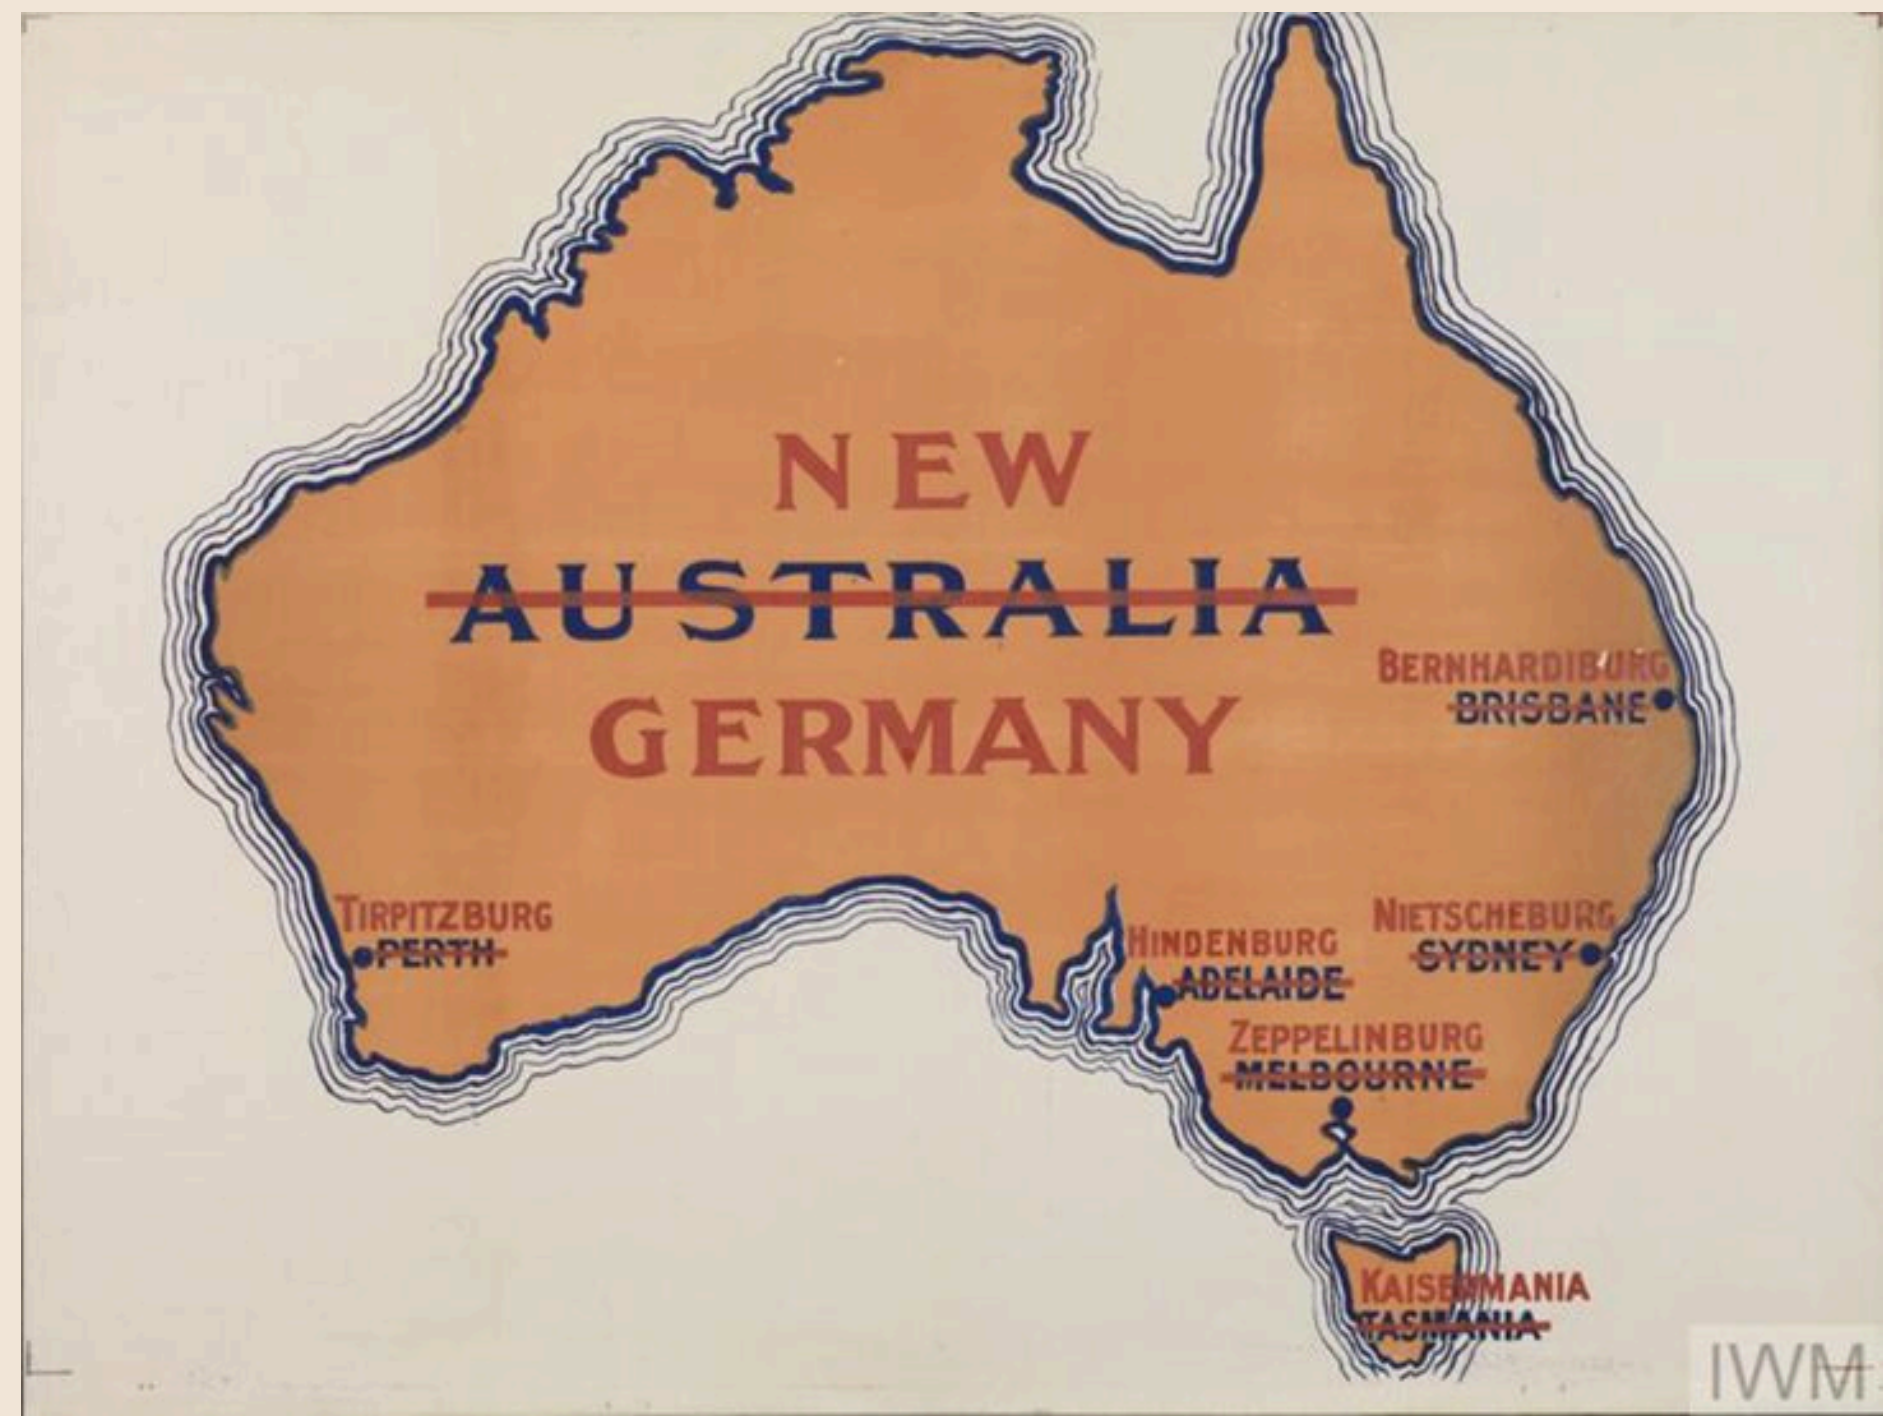 NEW
AUSTRALIA
GERMANY
BERNHARDIBURG
BRISBANE
TIRPITZBURG
PERTH
HINDENBURG
ADELAIDE
NIETSCHEBURG
SYDNEY
ZEPPELINBURG
MELBOURNE
KAISERMANIA
TASMANIA
IWM